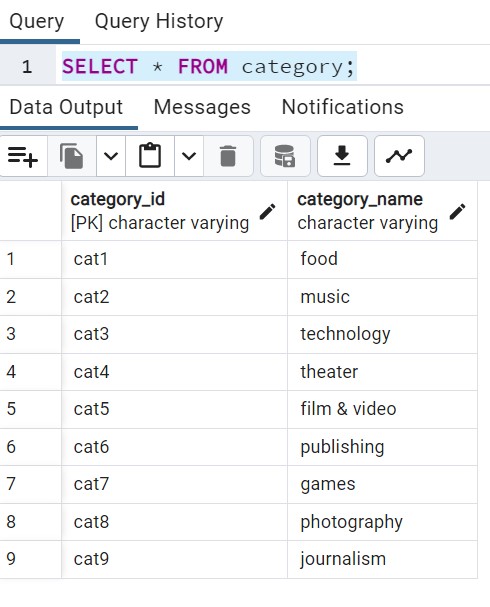 Query Query History
1 SELECT * FROM category;
Data Output Messages Notifications
category_id category_name
[PK] character varying character varying
1 cat1 food
2 cat2 music
3 cat3 technology
4 cat4 theater
5 cat5 film & video
6 cat6 publishing
7 cat7 games
8 cat8 photography
9 cat9 journalism